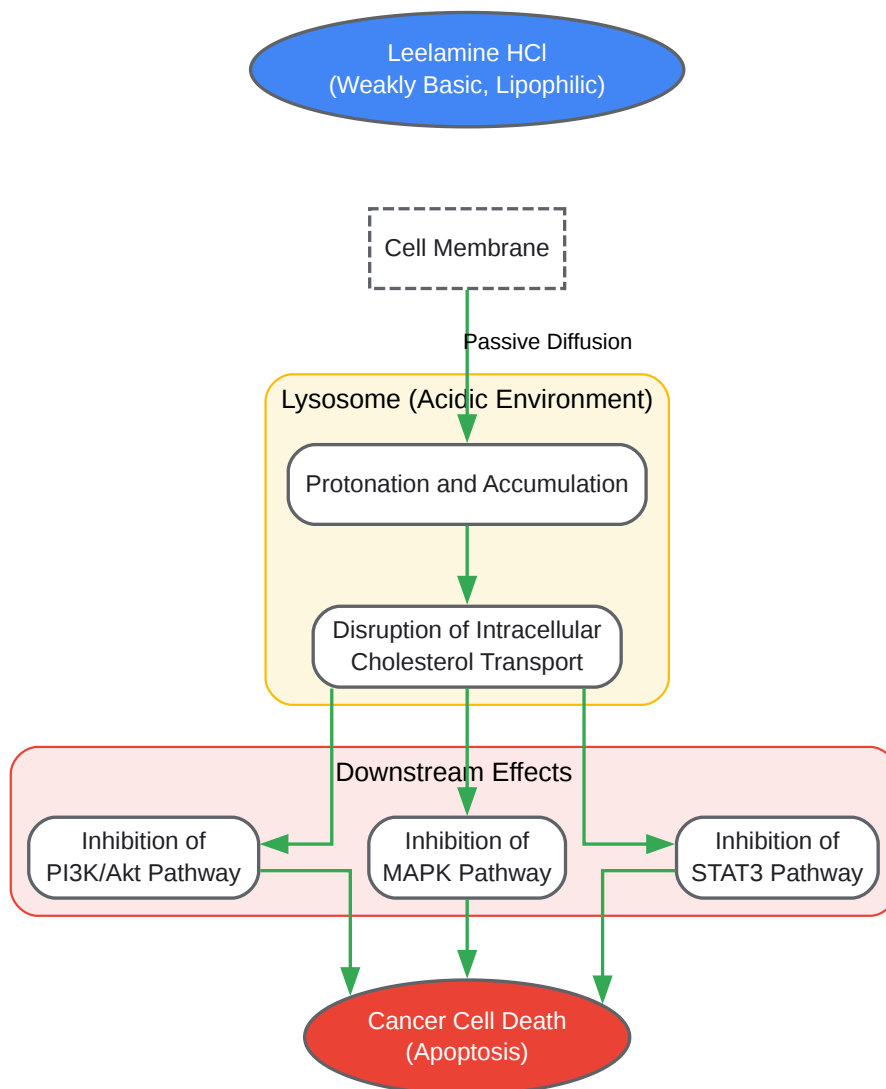 Leelamine HCl
(Weakly Basic, Lipophilic)
Cell Membrane
Passive Diffusion
Lysosome (Acidic Environment)
Protonation and Accumulation
Disruption of Intracellular
Cholesterol Transport
Downstream Effects
Inhibition of
PI3K/Akt Pathway
Inhibition of
MAPK Pathway
Inhibition of
STAT3 Pathway
Cancer Cell Death
(Apoptosis)